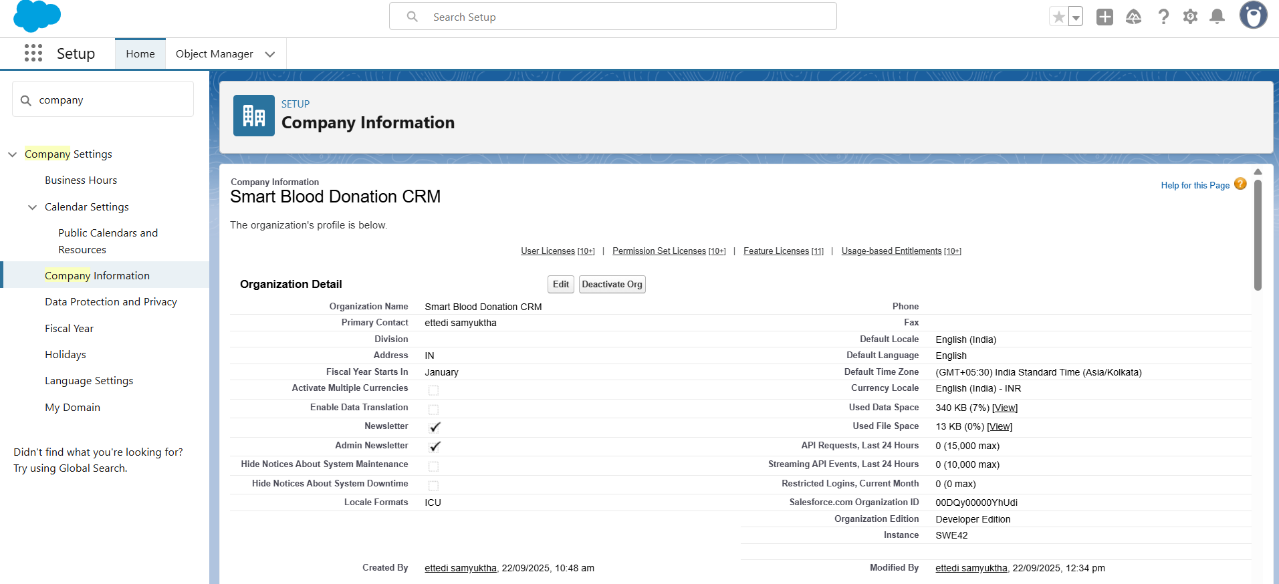 Search Setup
Setup
Home
Object Manager
company
Company Settings
Business Hours
Calendar Settings
Public Calendars and
Resources
Company Information
Data Protection and Privacy
Fiscal Year
Holidays
Language Settings
My Domain
Didn't find what you're looking for?
Try using Global Search.
SETUP
Company Information
Company Information
Smart Blood Donation CRM
Help for this Page ?
The organization's profile is below.
User Licenses [10+] | Permission Set Licenses [10+] | Feature Licenses [11] | Usage-based Entitlements [10+]
Organization Detail Edit Deactivate Org
Organization Name Smart Blood Donation CRM Phone
Primary Contact ettedi samyuktha Fax
Division Default Locale English (India)
Address IN Default Language English
Fiscal Year Starts In January Default Time Zone (GMT+05:30) India Standard Time (Asia/Kolkata)
Activate Multiple Currencies Currency Locale English (India) - INR
Enable Data Translation Used Data Space 340 KB (7%) [View]
Newsletter Used File Space 13 KB (0%) [View]
Admin Newsletter API Requests, Last 24 Hours 0 (15,000 max)
Hide Notices About System Maintenance Streaming API Events, Last 24 Hours 0 (10,000 max)
Hide Notices About System Downtime Restricted Logins, Current Month 0 (0 max)
Locale Formats ICU Salesforce.com Organization ID 00DQy00000YhUdi
Organization Edition Developer Edition
Instance SWE42
Created By ettedi samyuktha, 22/09/2025, 10:48 am Modified By ettedi samyuktha, 22/09/2025, 12:34 pm